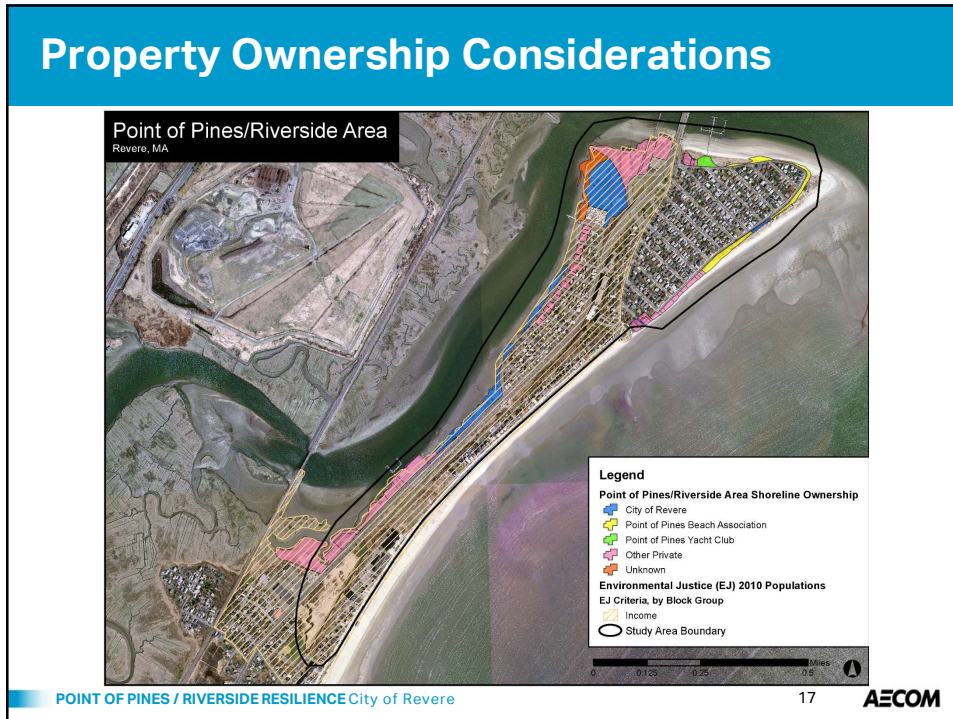 Property Ownership Considerations
Point of Pines/Riverside Area
Revere, MA
Legend
Point of Pines/Riverside Area Shoreline Ownership
City of Revere
Point of Pines Beach Association
Point of Pines Yacht Club
Other Private
Unknown
Environmental Justice (EJ) 2010 Populations
EJ Criteria, by Block Group
Income
Study Area Boundary
Miles
0 0.125 0.25 0.5
POINT OF PINES / RIVERSIDE RESILIENCE City of Revere 17 AECOM